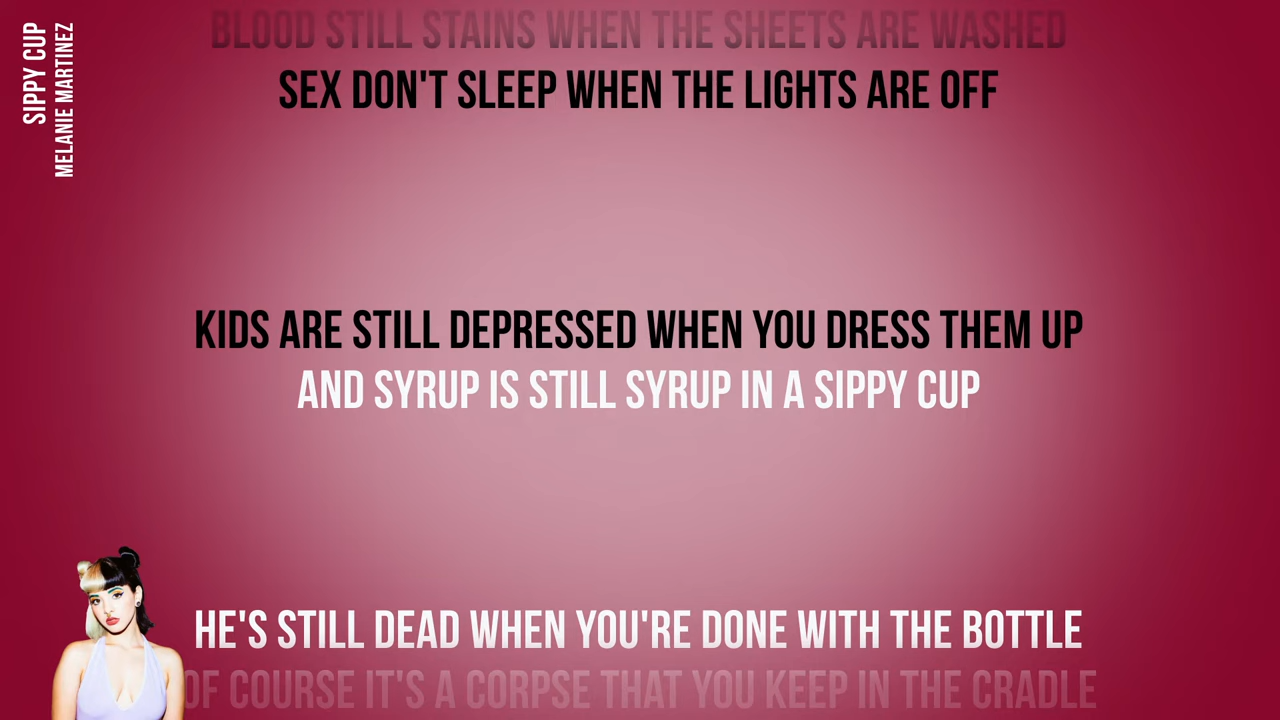 SIPPY CUP
MELANIE MARTINEZ
BLOOD STILL STAINS WHEN THE SHEETS ARE WASHED
SEX DON'T SLEEP WHEN THE LIGHTS ARE OFF
KIDS ARE STILL DEPRESSED WHEN YOU DRESS THEM UP
AND SYRUP IS STILL SYRUP IN A SIPPY CUP
HE'S STILL DEAD WHEN YOU'RE DONE WITH THE BOTTLE
OF COURSE IT'S A CORPSE THAT YOU KEEP IN THE CRADLE